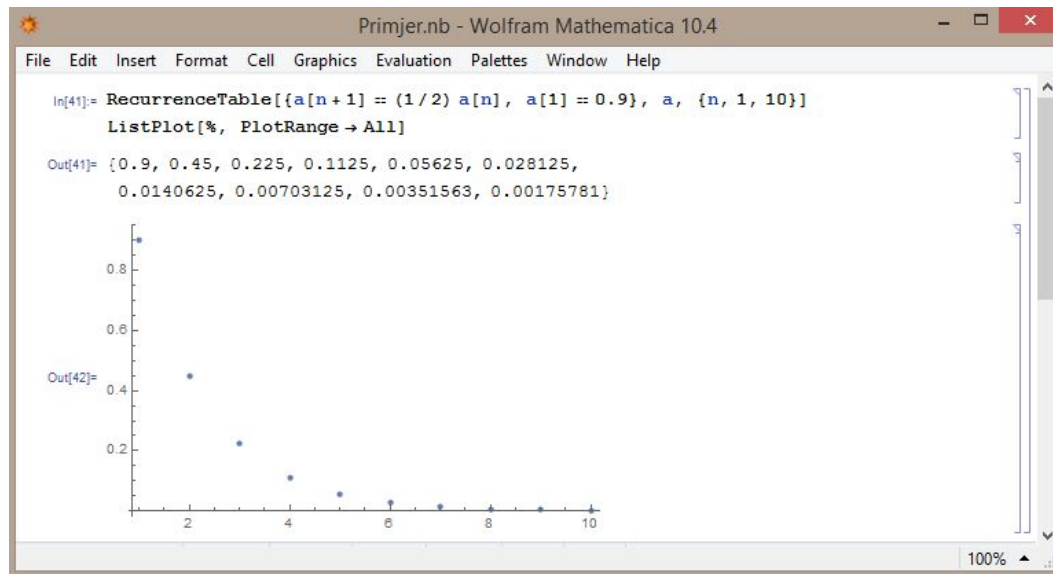 Primjer.nb - Wolfram Mathematica 10.4
File Edit Insert Format Cell Graphics Evaluation Palettes Window Help
In[41]:= RecurrenceTable[{a[n + 1] == (1 / 2) a[n], a[1] == 0.9}, a, {n, 1, 10}]
ListPlot[%, PlotRange → All]
Out[41]= {0.9, 0.45, 0.225, 0.1125, 0.05625, 0.028125,
0.0140625, 0.00703125, 0.00351563, 0.00175781}
0.8
0.6
Out[42]= 0.4
0.2
2 4 6 8 10
100%